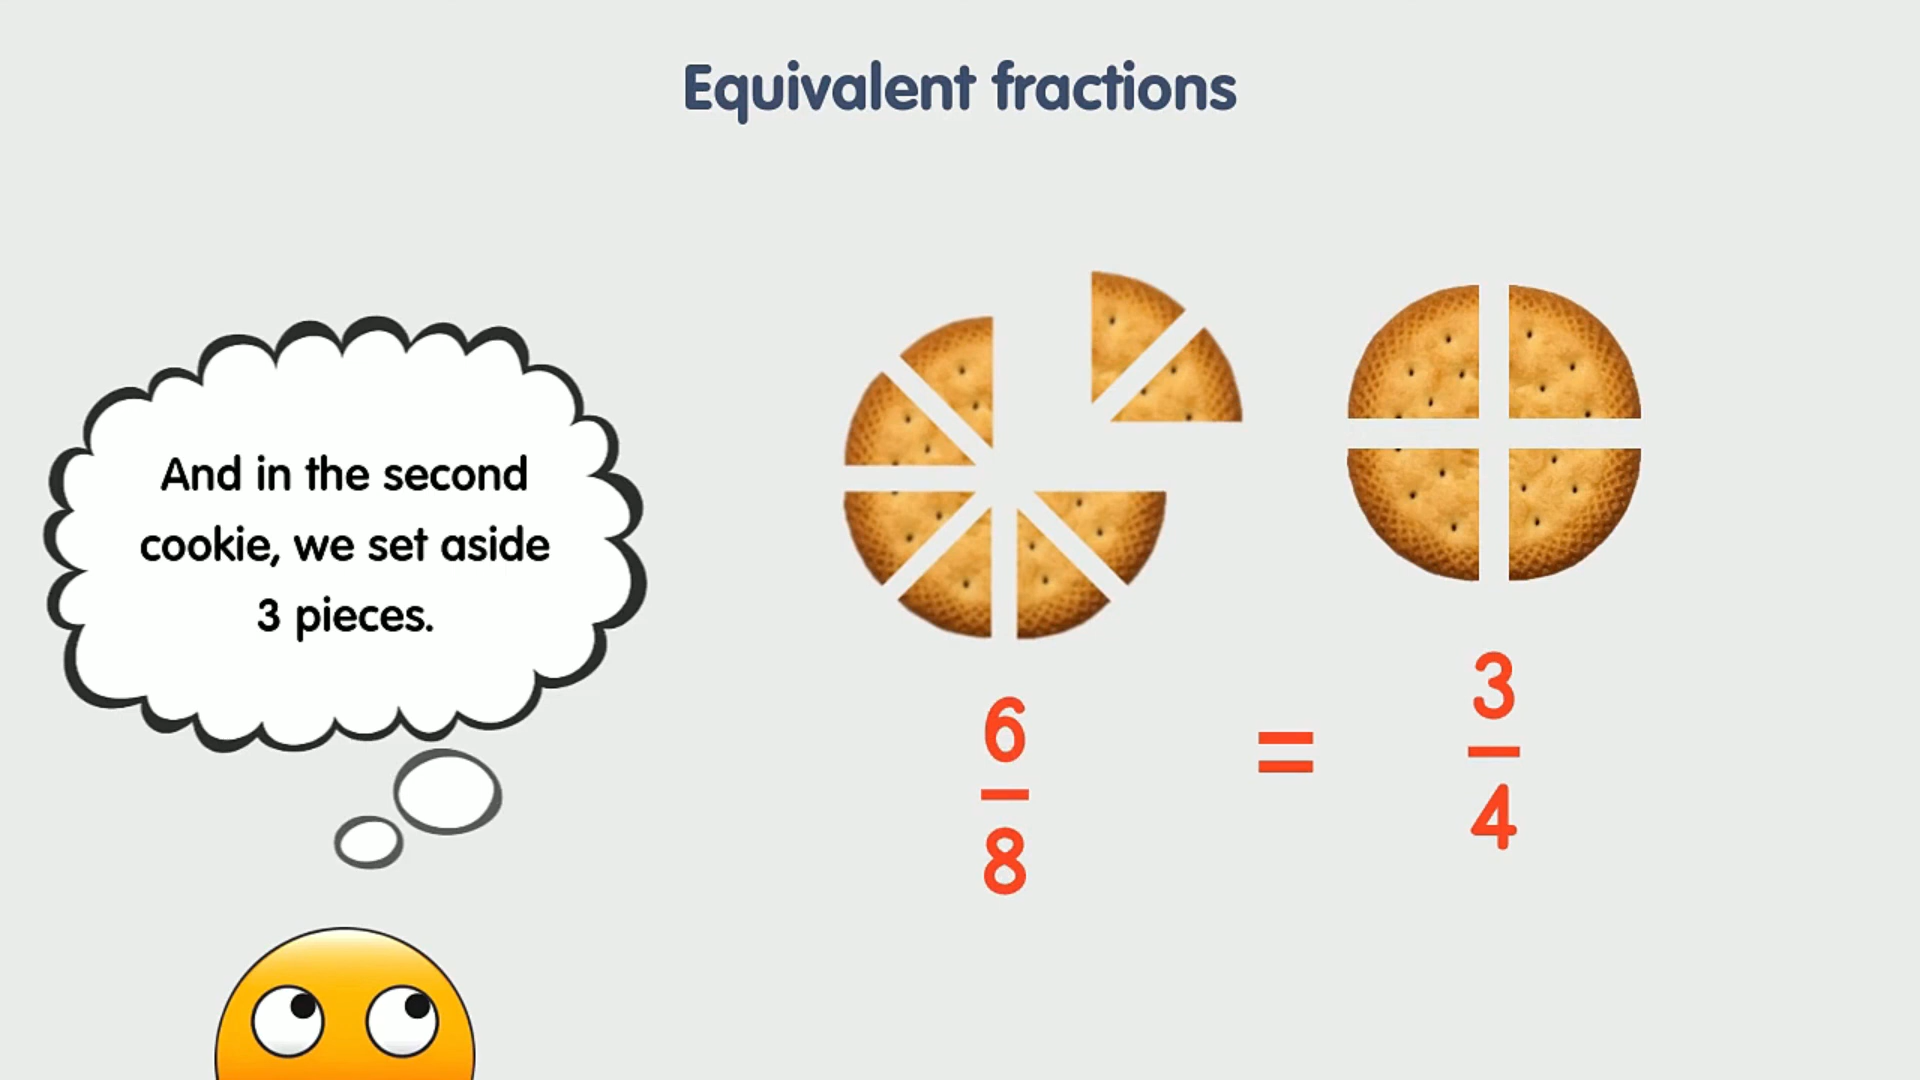 Equivalent fractions
And in the second
cookie, we set aside
3 pieces.
6
8
=
3
4